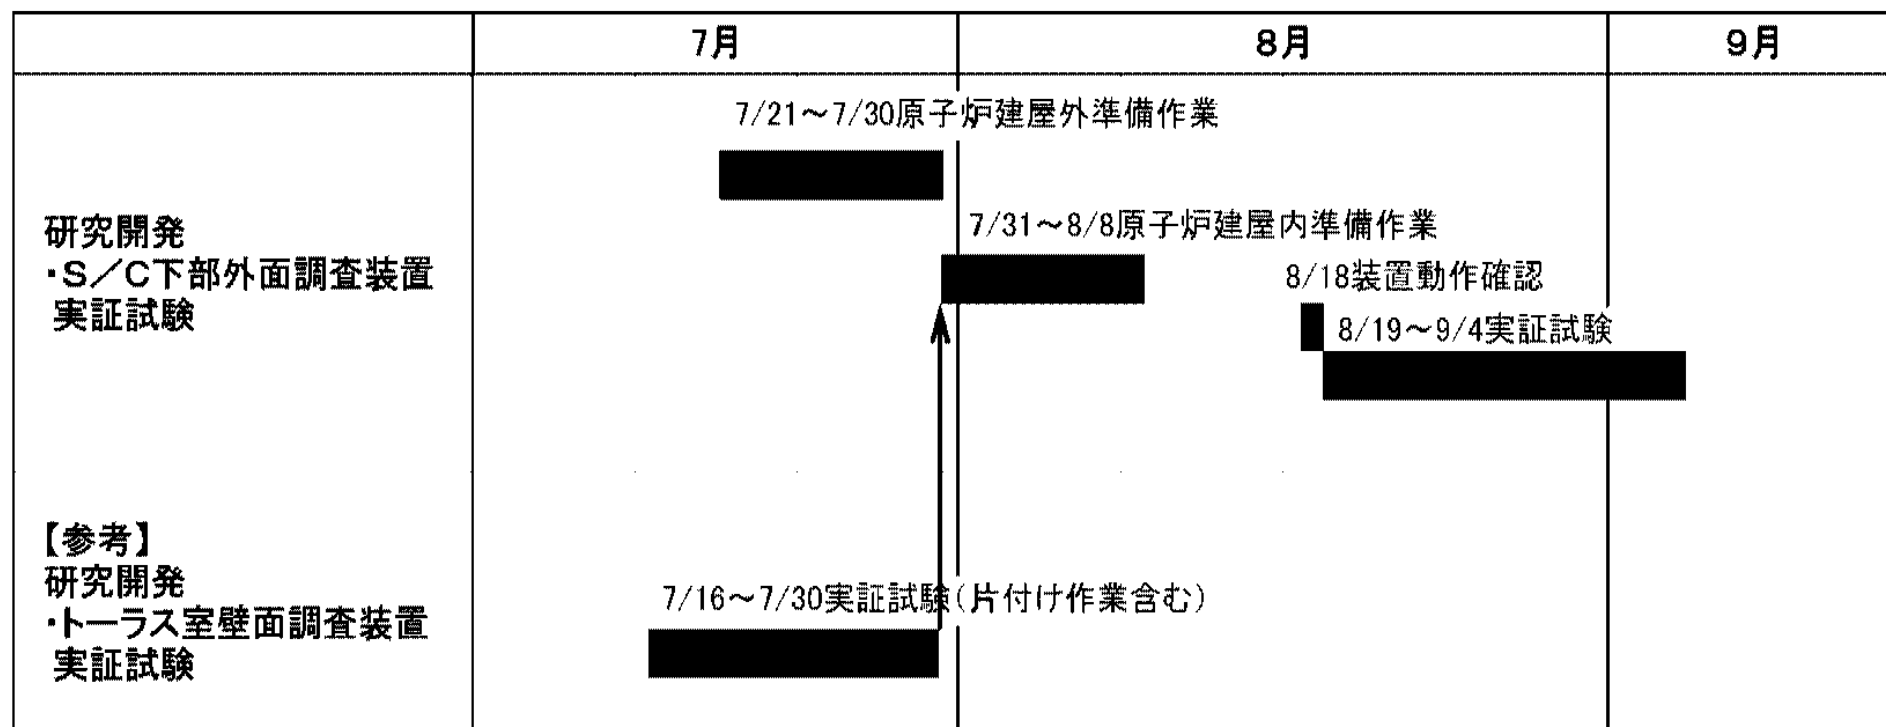 7月
8月
9月
7/21～7/30原子炉建屋外準備作業
7/31～8/8原子炉建屋内準備作業
研究開発
・S／C下部外面調査装置
実証試験
8/18装置動作確認
8/19～9/4実証試験
【参考】
研究開発
・トーラス室壁面調査装置
実証試験
7/16～7/30実証試験(片付け作業含む)